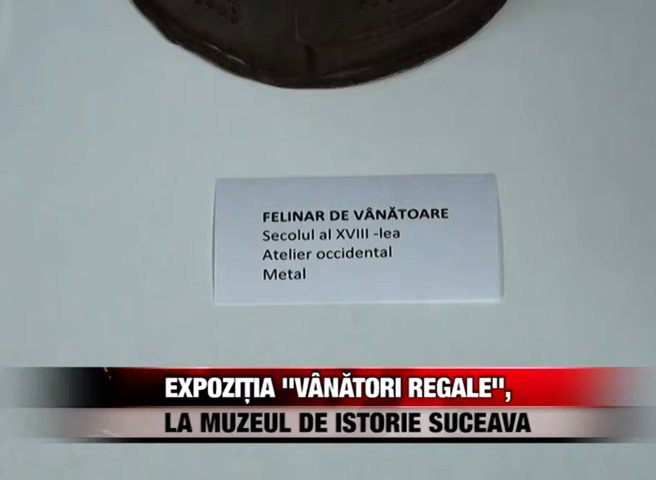 FELINAR DE VÂNĂTOARE
Secolul al XVIII -lea
Atelier occidental
Metal
EXPOZIȚIA "VÂNĂTORI REGALE",
LA MUZEUL DE ISTORIE SUCEAVA